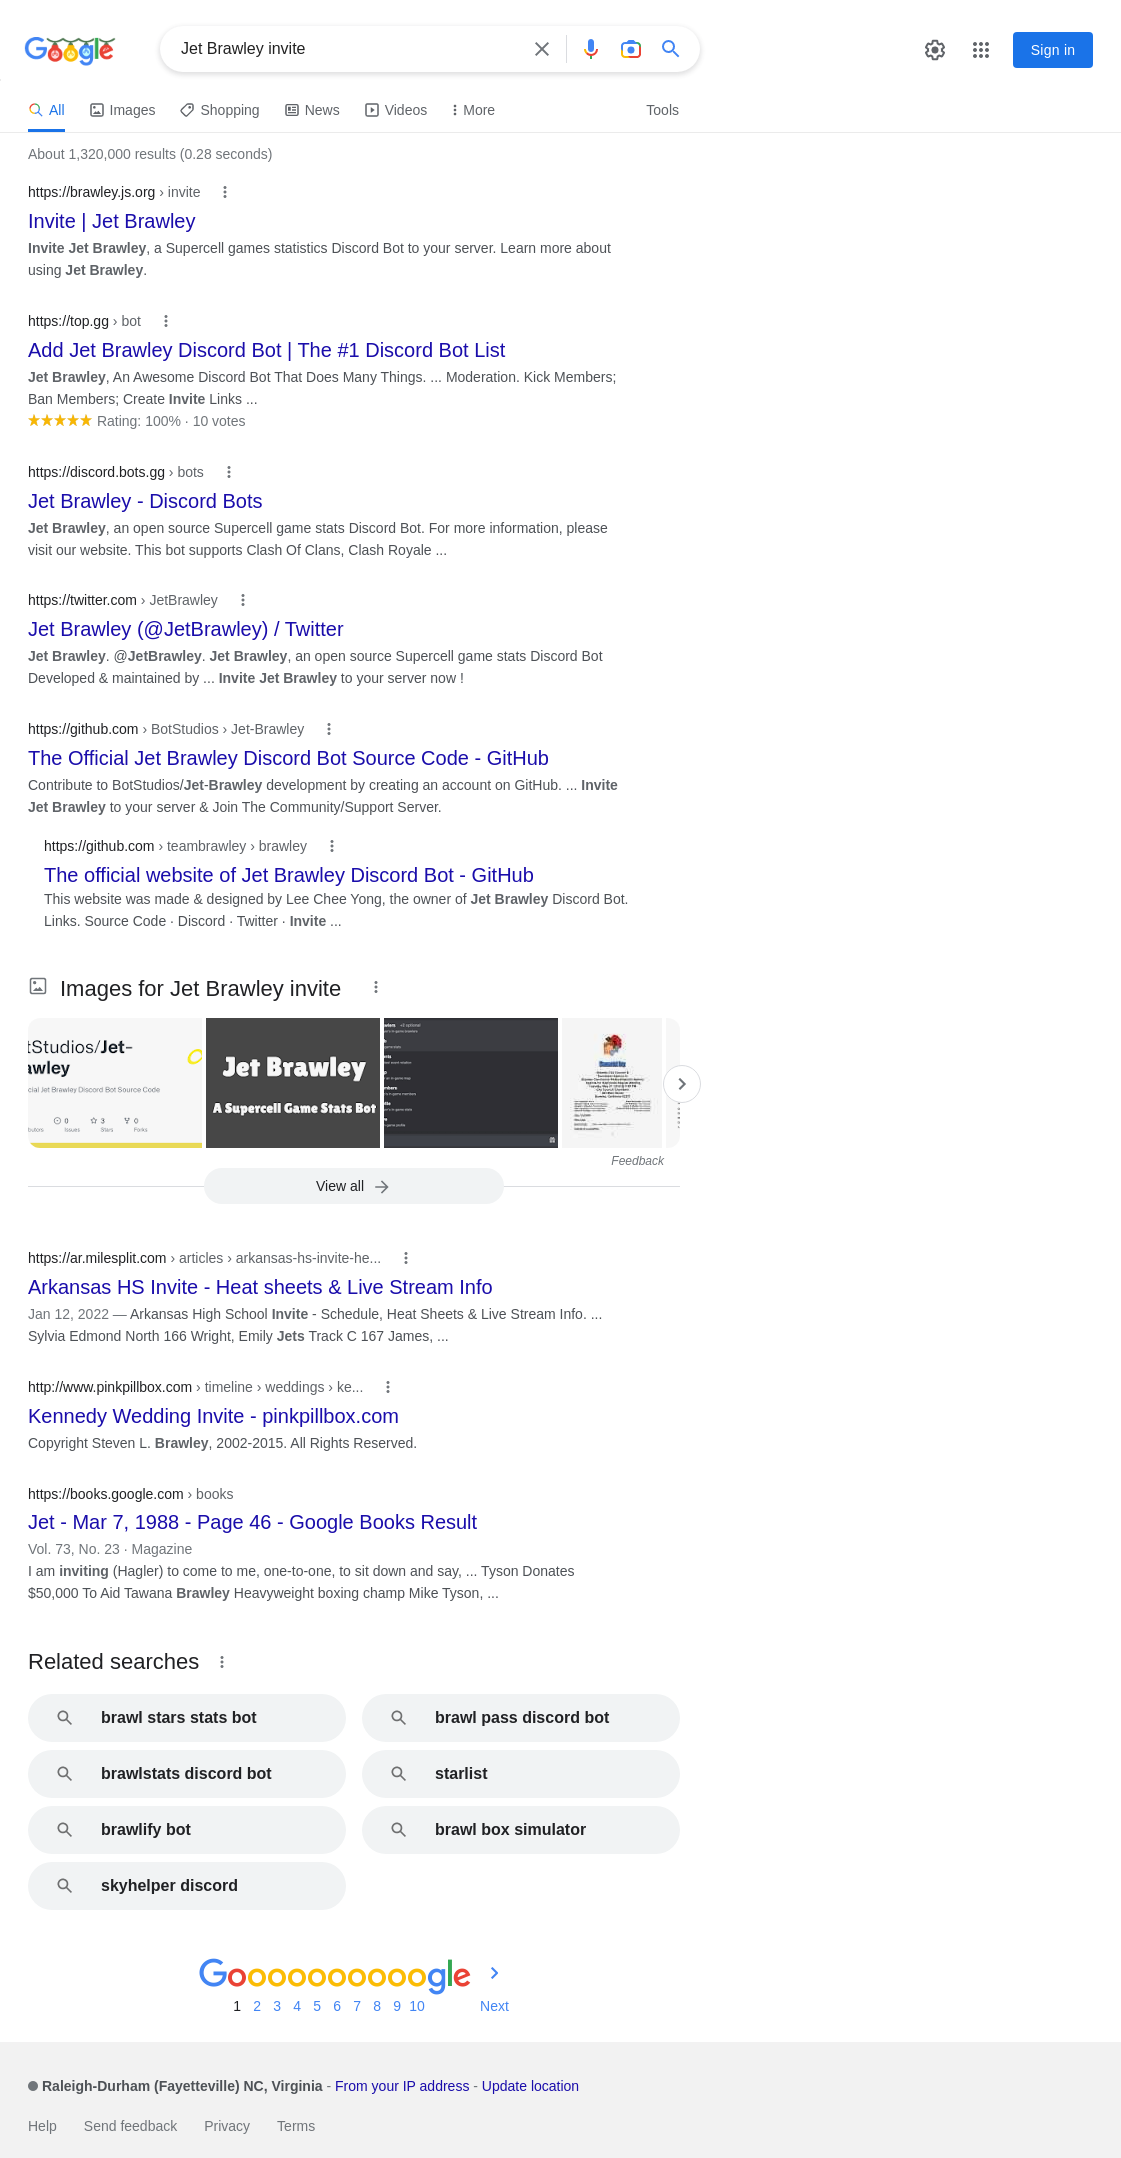 Google
Jet Brawley invite
Sign in
All
Images
Shopping
News
Videos
More
Tools
About 1,320,000 results (0.28 seconds)
https://brawley.js.org › invite
Invite | Jet Brawley
Invite Jet Brawley, a Supercell games statistics Discord Bot to your server. Learn more about
using Jet Brawley.
https://top.gg › bot
Add Jet Brawley Discord Bot | The #1 Discord Bot List
Jet Brawley, An Awesome Discord Bot That Does Many Things. ... Moderation. Kick Members;
Ban Members; Create Invite Links ...
Rating: 100% · 10 votes
https://discord.bots.gg › bots
Jet Brawley - Discord Bots
Jet Brawley, an open source Supercell game stats Discord Bot. For more information, please
visit our website. This bot supports Clash Of Clans, Clash Royale ...
https://twitter.com › JetBrawley
Jet Brawley (@JetBrawley) / Twitter
Jet Brawley. @JetBrawley. Jet Brawley, an open source Supercell game stats Discord Bot
Developed & maintained by ... Invite Jet Brawley to your server now !
https://github.com › BotStudios › Jet-Brawley
The Official Jet Brawley Discord Bot Source Code - GitHub
Contribute to BotStudios/Jet-Brawley development by creating an account on GitHub. ... Invite
Jet Brawley to your server & Join The Community/Support Server.
https://github.com › teambrawley › brawley
The official website of Jet Brawley Discord Bot - GitHub
This website was made & designed by Lee Chee Yong, the owner of Jet Brawley Discord Bot.
Links. Source Code · Discord · Twitter · Invite ...
Images for Jet Brawley invite
tStudios/Jet-
awley
cial Jet Brawley Discord Bot Source Code
0
3
0
Issues
Stars
Forks
Jet Brawley
A Supercell Game Stats Bot
Feedback
View all
https://ar.milesplit.com › articles › arkansas-hs-invite-he...
Arkansas HS Invite - Heat sheets & Live Stream Info
Jan 12, 2022 — Arkansas High School Invite - Schedule, Heat Sheets & Live Stream Info. ...
Sylvia Edmond North 166 Wright, Emily Jets Track C 167 James, ...
http://www.pinkpillbox.com › timeline › weddings › ke...
Kennedy Wedding Invite - pinkpillbox.com
Copyright Steven L. Brawley, 2002-2015. All Rights Reserved.
https://books.google.com › books
Jet - Mar 7, 1988 - Page 46 - Google Books Result
Vol. 73, No. 23 · Magazine
I am inviting (Hagler) to come to me, one-to-one, to sit down and say, ... Tyson Donates
$50,000 To Aid Tawana Brawley Heavyweight boxing champ Mike Tyson, ...
Related searches
brawl stars stats bot
brawl pass discord bot
brawlstats discord bot
starlist
brawlify bot
brawl box simulator
skyhelper discord
Gooooooooooogle
1 2 3 4 5 6 7 8 9 10 Next
Raleigh-Durham (Fayetteville) NC, Virginia - From your IP address - Update location
Help
Send feedback
Privacy
Terms